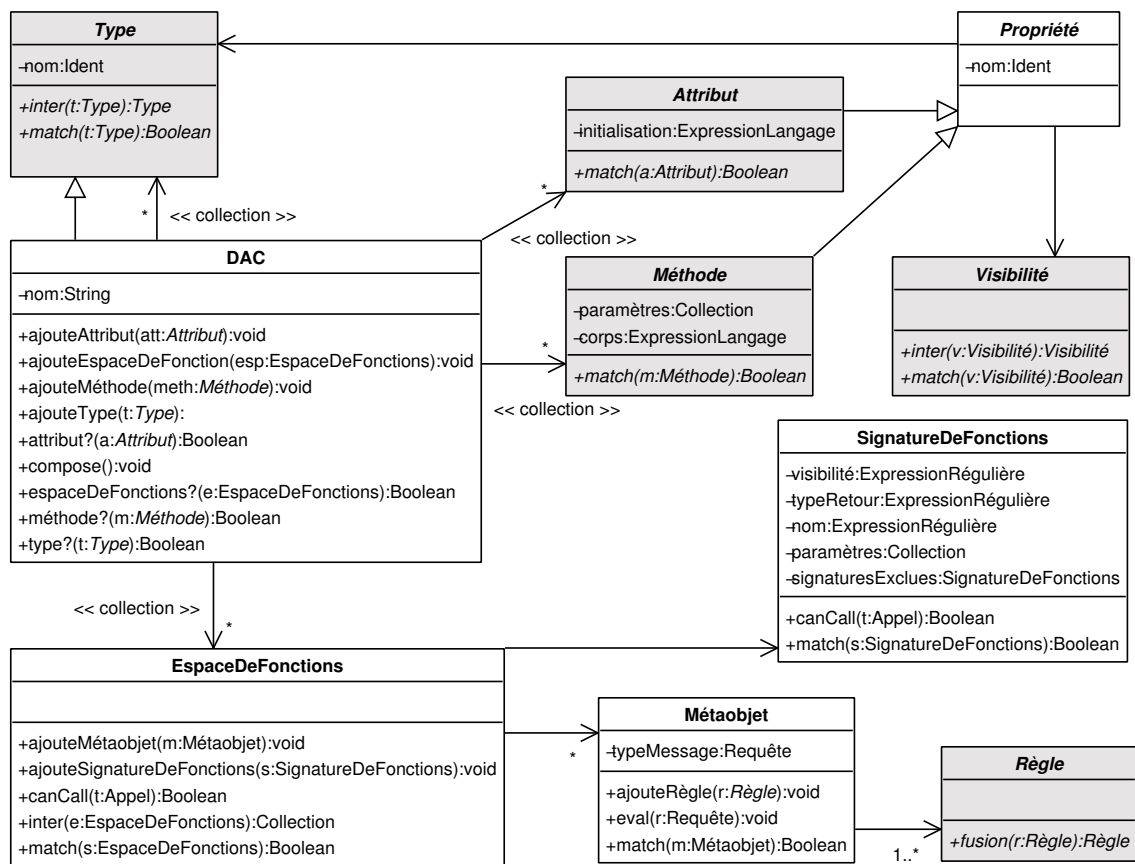 Type
-nom:Ident
+inter(t:Type):Type
+match(t:Type):Boolean
Propriété
-nom:Ident
Attribut
-initialisation:ExpressionLangage
+match(a:Attribut):Boolean
*
<< collection >>
*
<< collection >>
DAC
-nom:String
+ajouteAttribut(att:Attribut):void
+ajouteEspaceDeFonction(esp:EspaceDeFonctions):void
+ajouteMéthode(meth:Méthode):void
+ajouteType(t:Type):
+attribut?(a:Attribut):Boolean
+compose():void
+espaceDeFonctions?(e:EspaceDeFonctions):Boolean
+méthode?(m:Méthode):Boolean
+type?(t:Type):Boolean
Méthode
-paramètres:Collection
-corps:ExpressionLangage
+match(m:Méthode):Boolean
*
<< collection >>
Visibilité
+inter(v:Visibilité):Visibilité
+match(v:Visibilité):Boolean
SignatureDeFonctions
-visibilité:ExpressionRégulière
-typeRetour:ExpressionRégulière
-nom:ExpressionRégulière
-paramètres:Collection
-signaturesExclues:SignatureDeFonctions
+canCall(t:Appel):Boolean
+match(s:SignatureDeFonctions):Boolean
<< collection >>
*
EspaceDeFonctions
+ajouteMétaobjet(m:Métaobjet):void
+ajouteSignatureDeFonctions(s:SignatureDeFonctions):void
+canCall(t:Appel):Boolean
+inter(e:EspaceDeFonctions):Collection
+match(s:EspaceDeFonctions):Boolean
*
Métaobjet
-typeMessage:Requête
+ajouteRègle(r:Règle):void
+eval(r:Requête):void
+match(m:Métaobjet):Boolean
1..*
Règle
+fusion(r:Règle):Règle